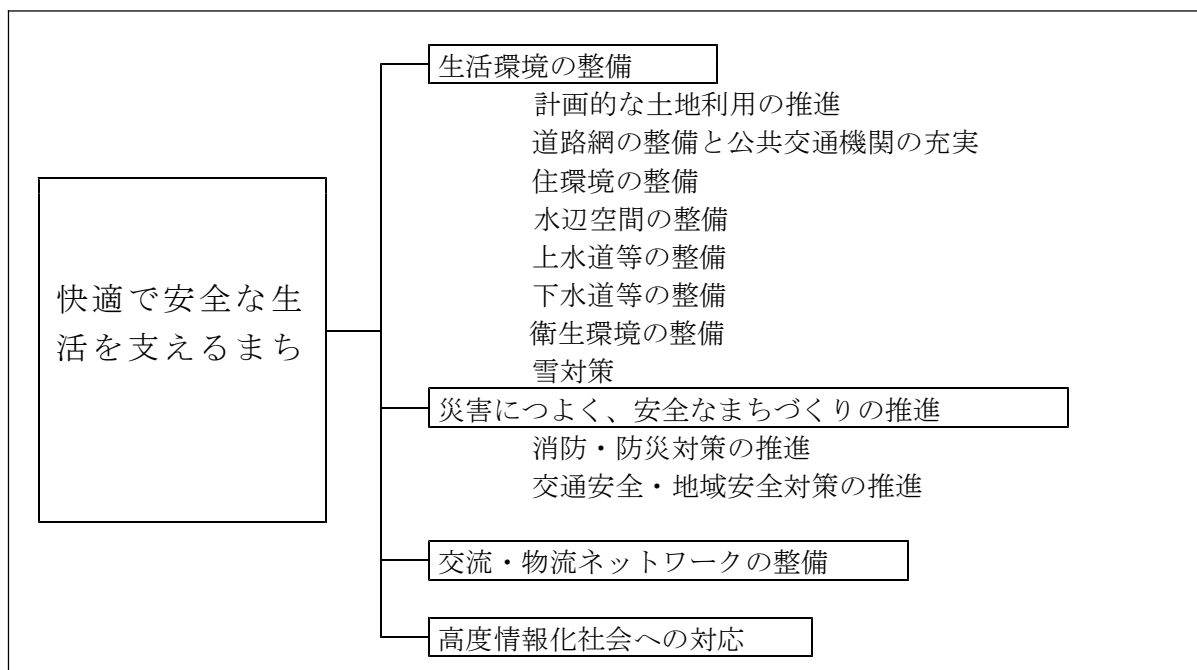 快適で安全な生
活を支えるまち
生活環境の整備
計画的な土地利用の推進
道路網の整備と公共交通機関の充実
住環境の整備
水辺空間の整備
上水道等の整備
下水道等の整備
衛生環境の整備
雪対策
災害につよく、安全なまちづくりの推進
消防・防災対策の推進
交通安全・地域安全対策の推進
交流・物流ネットワークの整備
高度情報化社会への対応